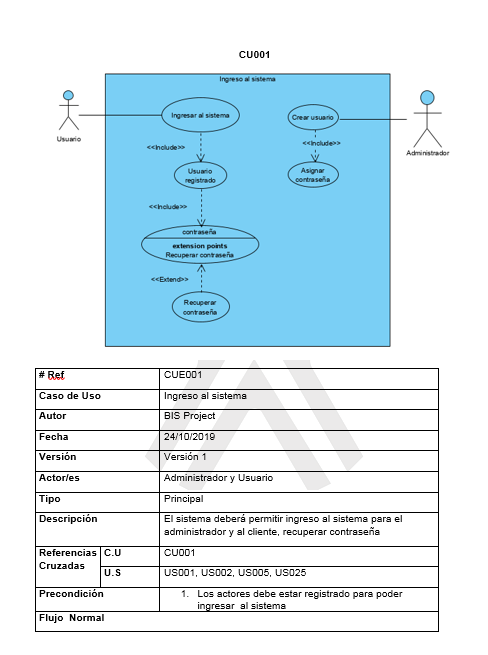 CU001
Ingreso al sistema
Usuario
Ingresar al sistema
<<Include>>
Usuario
registrado
<<Include>>
contraseña
extension points
Recuperar contraseña
<<Extend>>
Recuperar
contraseña
Crear usuario
<<Include>>
Asignar
contraseña
Administrador
# Ref CUE001
Caso de Uso Ingreso al sistema
Autor BIS Project
Fecha 24/10/2019
Versión Versión 1
Actor/es Administrador y Usuario
Tipo Principal
Descripción El sistema deberá permitir ingreso al sistema para el
administrador y al cliente, recuperar contraseña
Referencias Cruzadas C.U CU001
U.S US001, US002, US005, US025
Precondición 1. Los actores debe estar registrado para poder
ingresar al sistema
Flujo Normal